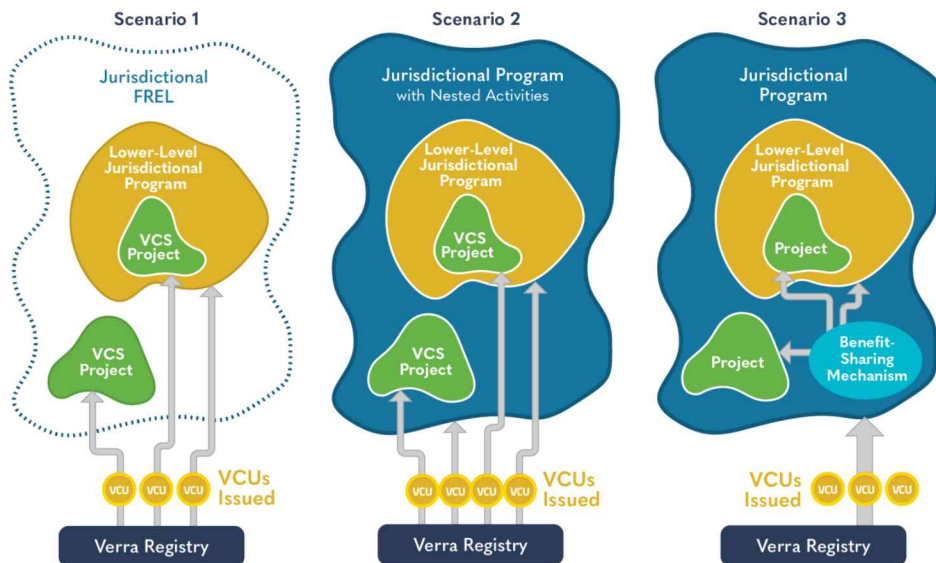 Scenario 1
Jurisdictional
FREL
Lower-Level
Jurisdictional
Program
VCS
Project
VCS
Project
VCU
VCU
VCU
VCUs
Issued
Verra Registry
Scenario 2
Jurisdictional Program
with Nested Activities
Lower-Level
Jurisdictional
Program
VCS
Project
VCS
Project
VCU
VCU
VCU
VCU
VCUs
Issued
Verra Registry
Scenario 3
Jurisdictional
Program
Lower-Level
Jurisdictional
Program
Project
Project
Benefit-
Sharing
Mechanism
VCUs
Issued
VCU
VCU
VCU
Verra Registry